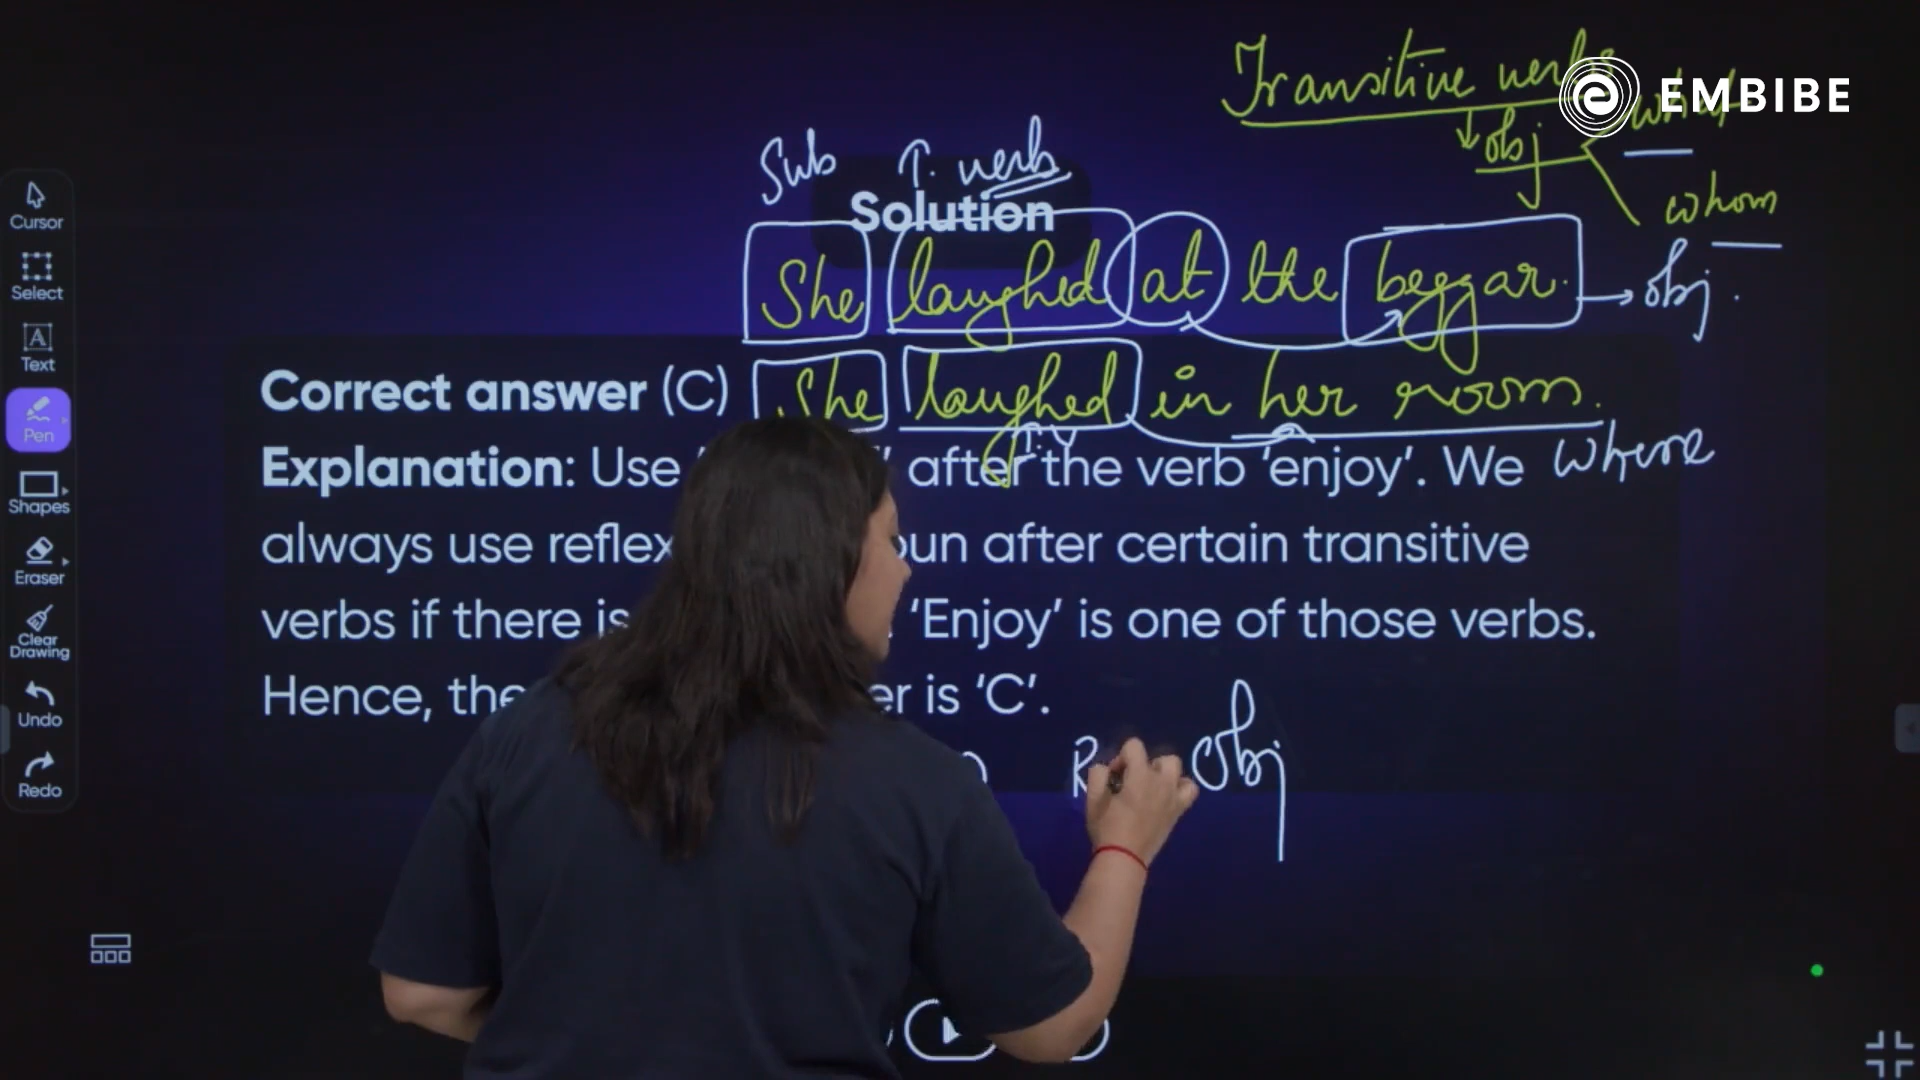 Transitive verbs
EMBIBE
what
obj
whom
Sub T. verb
Solution
She laughed at the beggar. → obj.
Correct answer (C) She laughed in her room.
where
Explanation: Use ' ' after the verb 'enjoy'. We
always use reflex oun after certain transitive
verbs if there is 'Enjoy' is one of those verbs.
Hence, the er is 'C'.
R obj
Cursor
Select
Text
Pen
Shapes
Eraser
Clear
Drawing
Undo
Redo